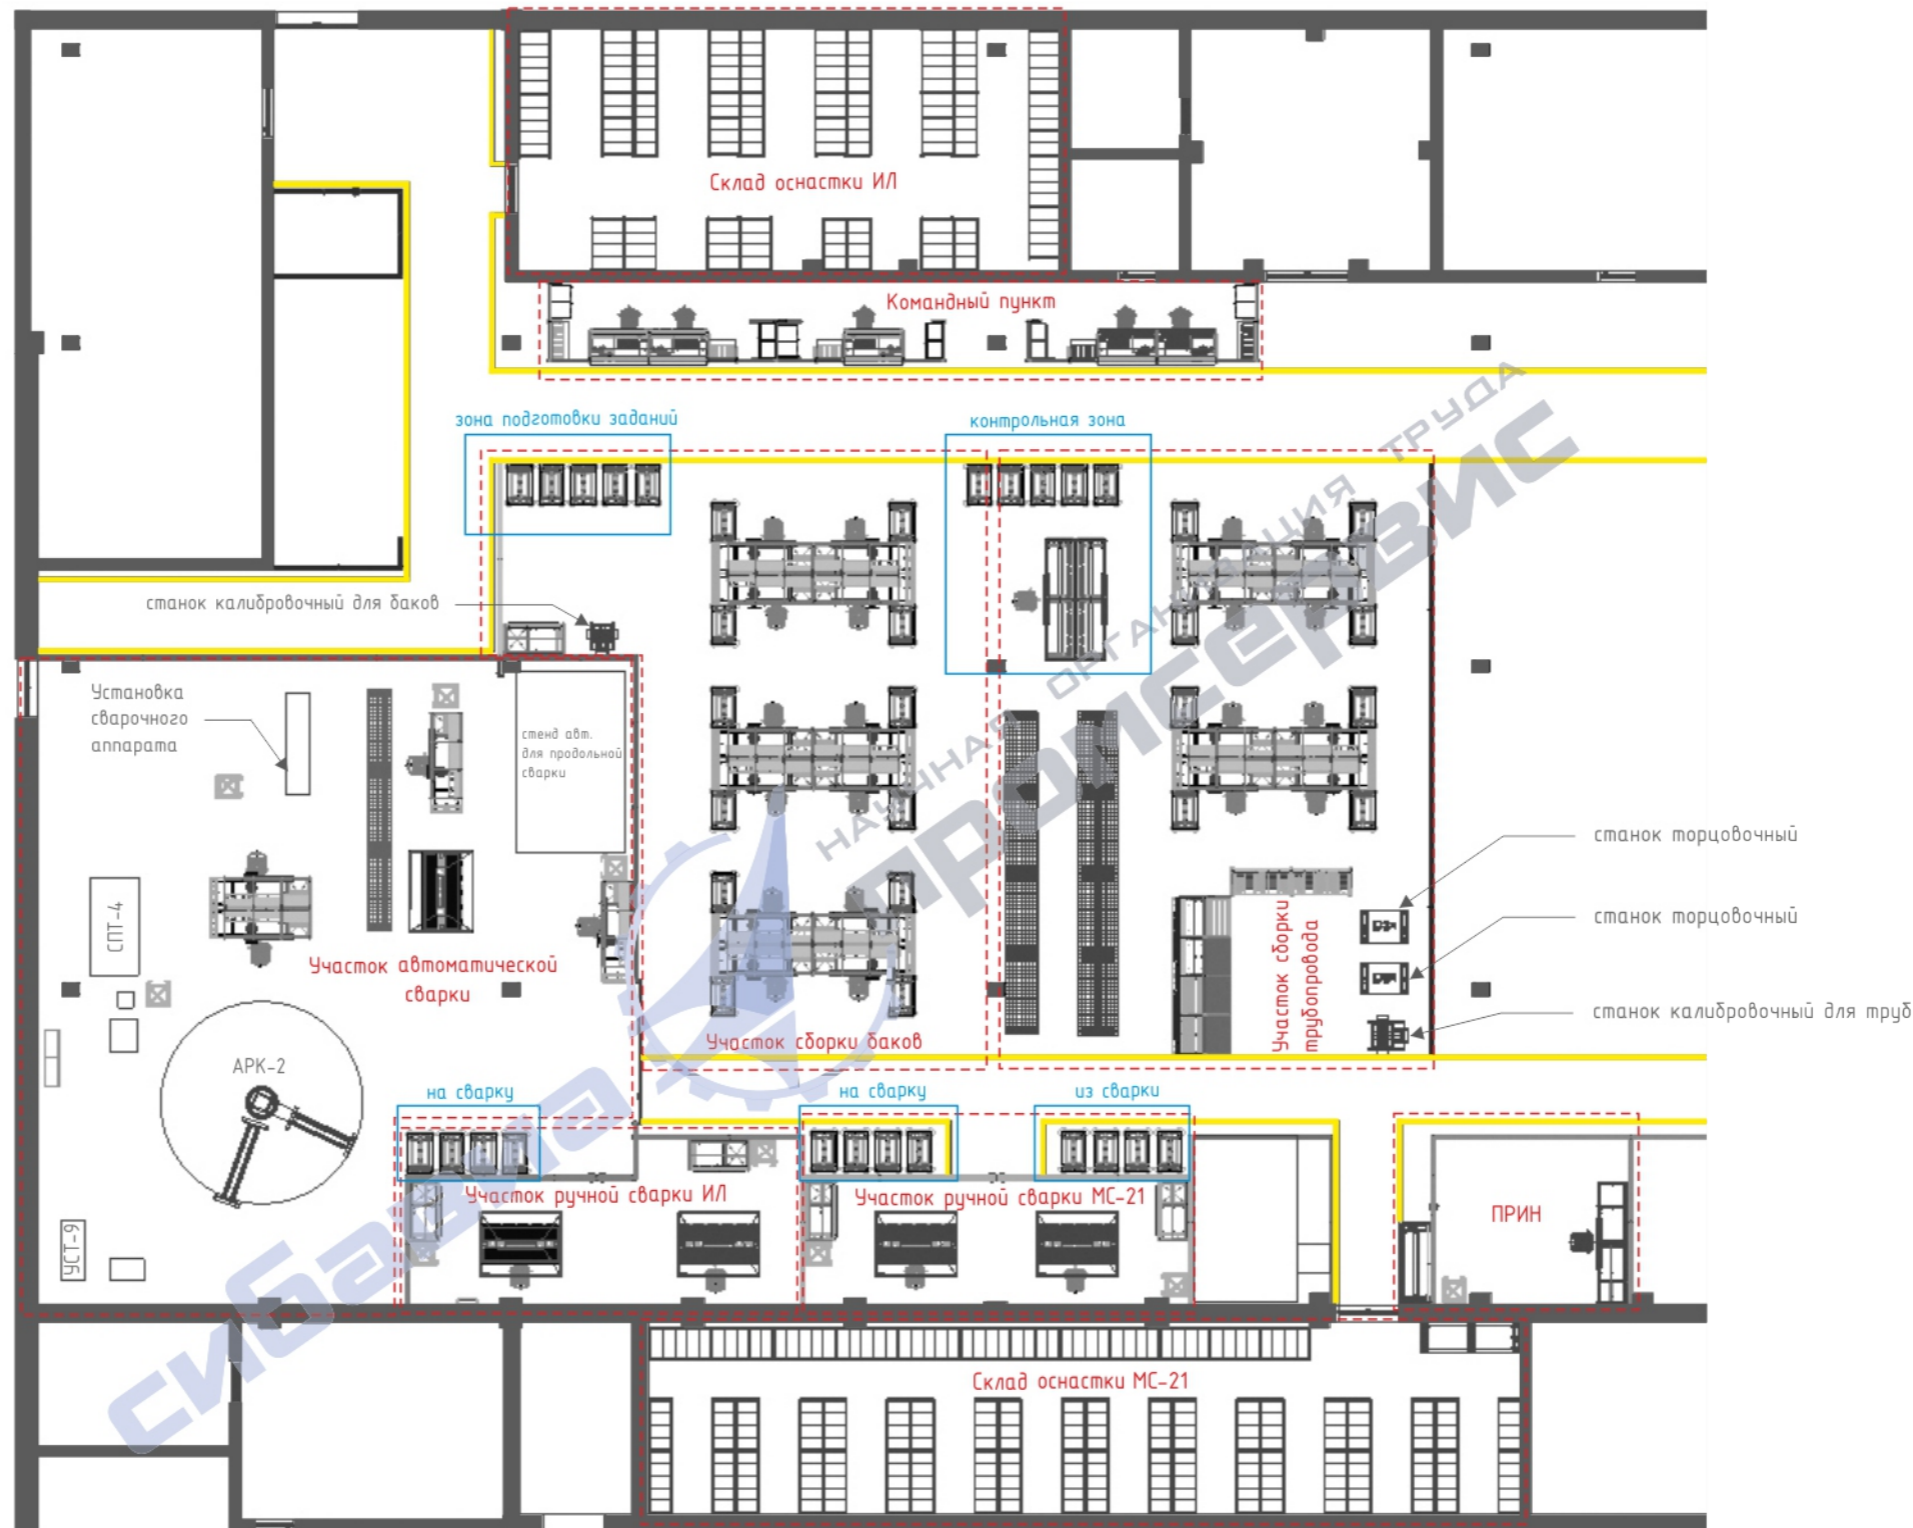 Склад оснастки ИЛ
Командный пункт
зона подготовки заданий
контрольная зона
станок калибровочный для баков
Установка
сварочного
аппарата
стенд авт.
для продольной
сварки
СПТ-4
Участок автоматической
сварки
АРК-2
УСТ-9
Участок сборки баков
Участок сборки
трубопровода
станок торцовочный
станок торцовочный
станок калибровочный для труб
на сварку
на сварку
из сварки
Участок ручной сварки ИЛ
Участок ручной сварки МС-21
ПРИН
Склад оснастки МС-21
НАУЧНАЯ ОРГАНИЗАЦИЯ ТРУДА
промсервис
сибавиа